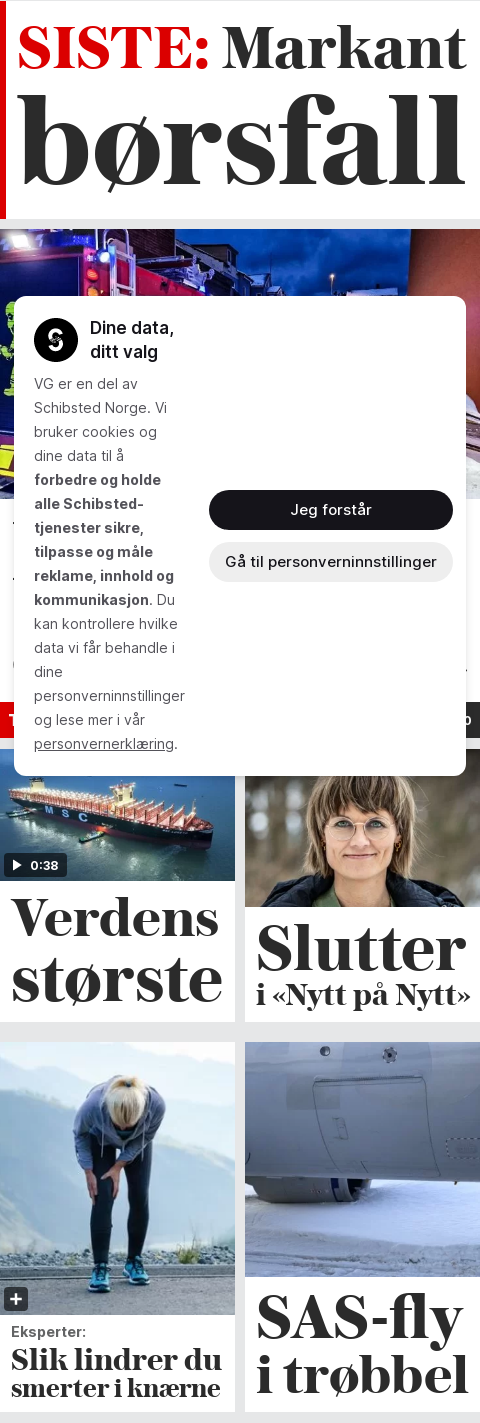 SISTE: Markant
børsfall
Dine data,
ditt valg
VG er en del av
Schibsted Norge. Vi
bruker cookies og
dine data til å
forbedre og holde
alle Schibsted-
tjenester sikre,
tilpasse og måle
reklame, innhold og
kommunikasjon. Du
kan kontrollere hvilke
data vi får behandle i
dine
personverninnstillinger
og lese mer i vår
personvernerklæring.
Jeg forstår
Gå til personverninnstillinger
MSC
0:38
Verdens
største
Slutter
i «Nytt på Nytt»
Eksperter:
Slik lindrer du
smerter i knærne
SAS-fly
i trøbbel